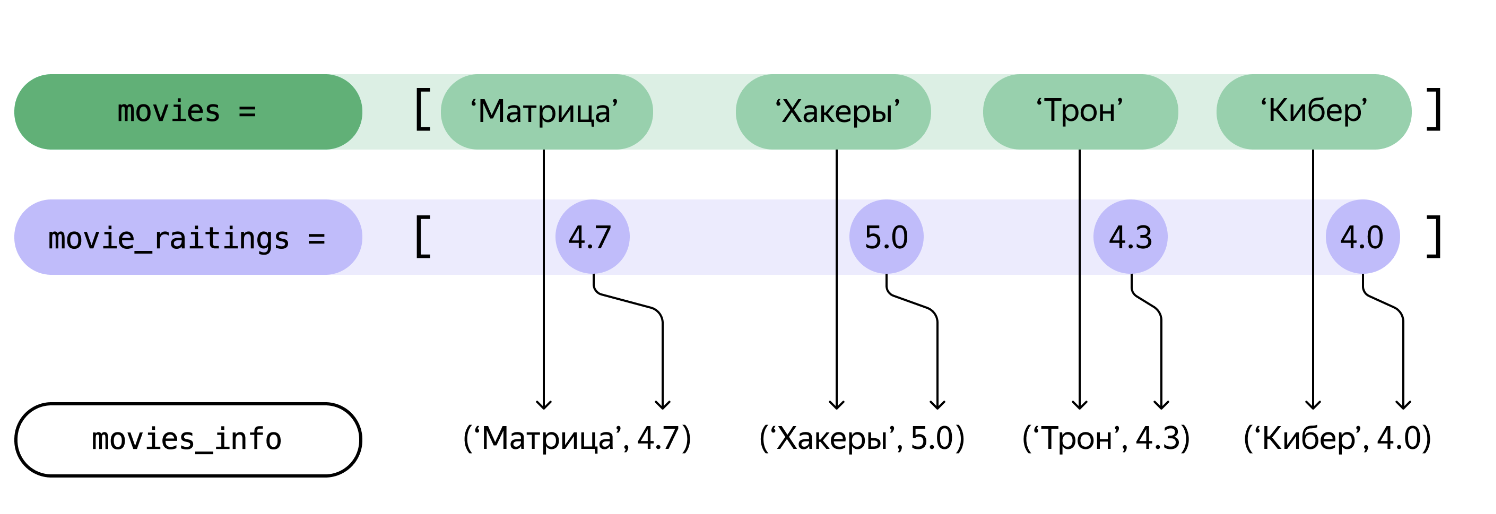 movies = [ ‘Матрица’ ‘Хакеры’ ‘Трон’ ‘Кибер’ ]
movie_raitings = [ 4.7 5.0 4.3 4.0 ]
movies_info (‘Матрица’, 4.7) (‘Хакеры’, 5.0) (‘Трон’, 4.3) (‘Кибер’, 4.0)